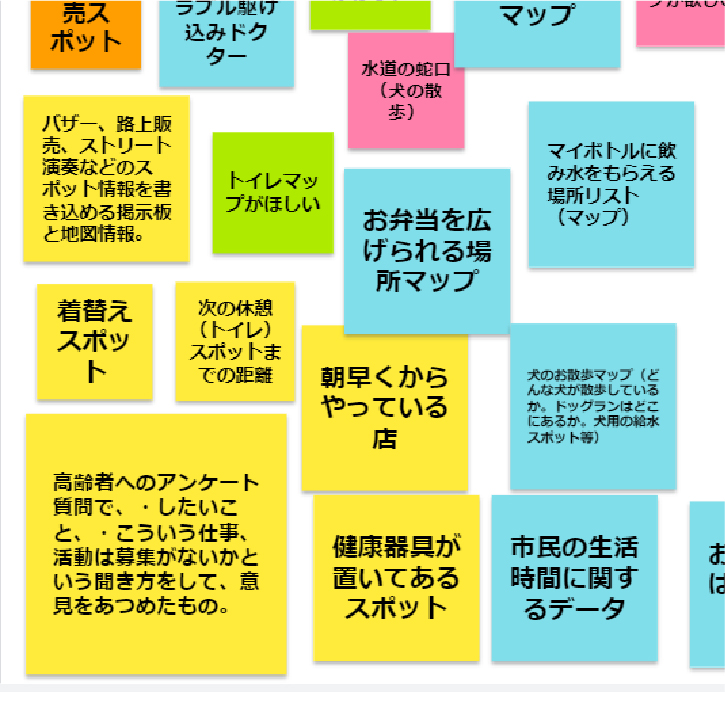 売ス
ポット
ラブル駆け
込みドク
ター
マップ
水道の蛇口
（犬の散
歩）
バザー、路上販
売、ストリート
演奏などのス
ポット情報を書
き込める掲示板
と地図情報。
トイレマッ
プがほしい
お弁当を広
げられる場
所マップ
マイボトルに飲
み水をもらえる
場所リスト
（マップ）
着替え
スポッ
ト
次の休憩
（トイレ）
スポットま
での距離
朝早くから
やっている
店
犬のお散歩マップ（ど
んな犬が散歩している
か。ドッグランはどこ
にあるか。犬用の給水
スポット等）
高齢者へのアンケート
質問で、・したいこ
と、・こういう仕事、
活動は募集がないかと
いう聞き方をして、意
見をあつめたもの。
健康器具が
置いてある
スポット
市民の生活
時間に関す
るデータ
お
は